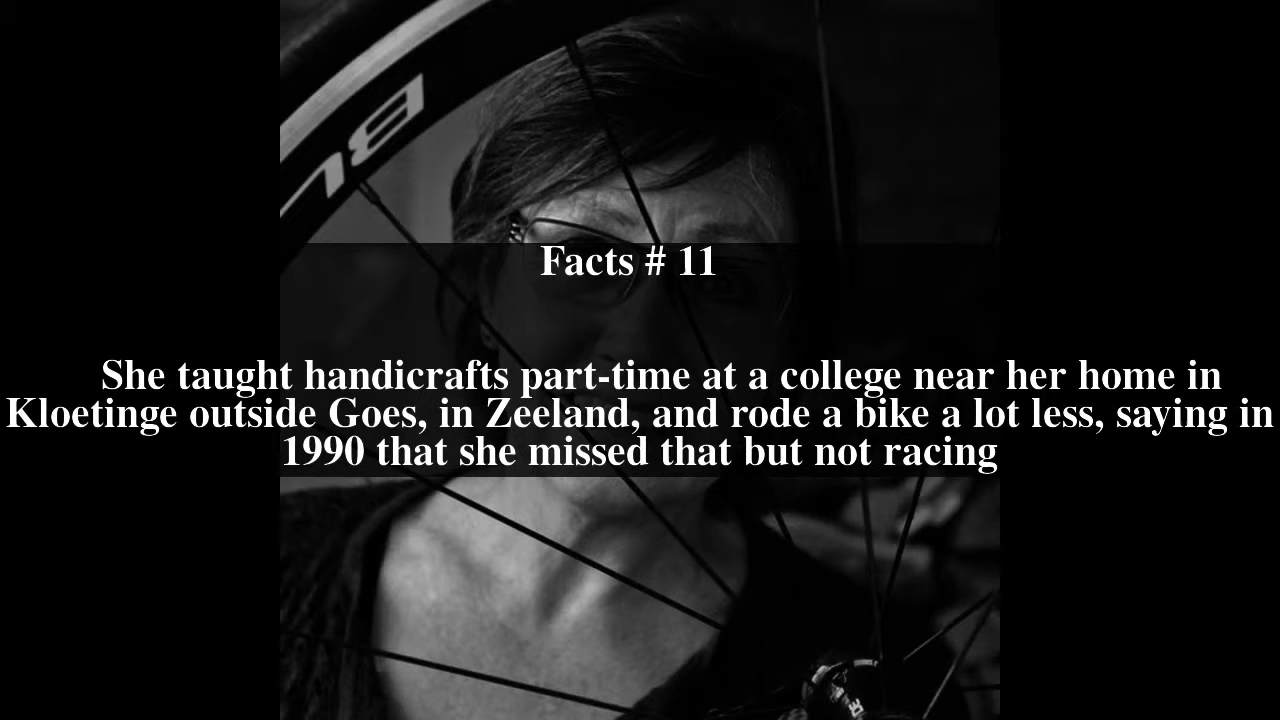 Facts # 11
She taught handicrafts part-time at a college near her home in
Kloetinge outside Goes, in Zeeland, and rode a bike a lot less, saying in
1990 that she missed that but not racing